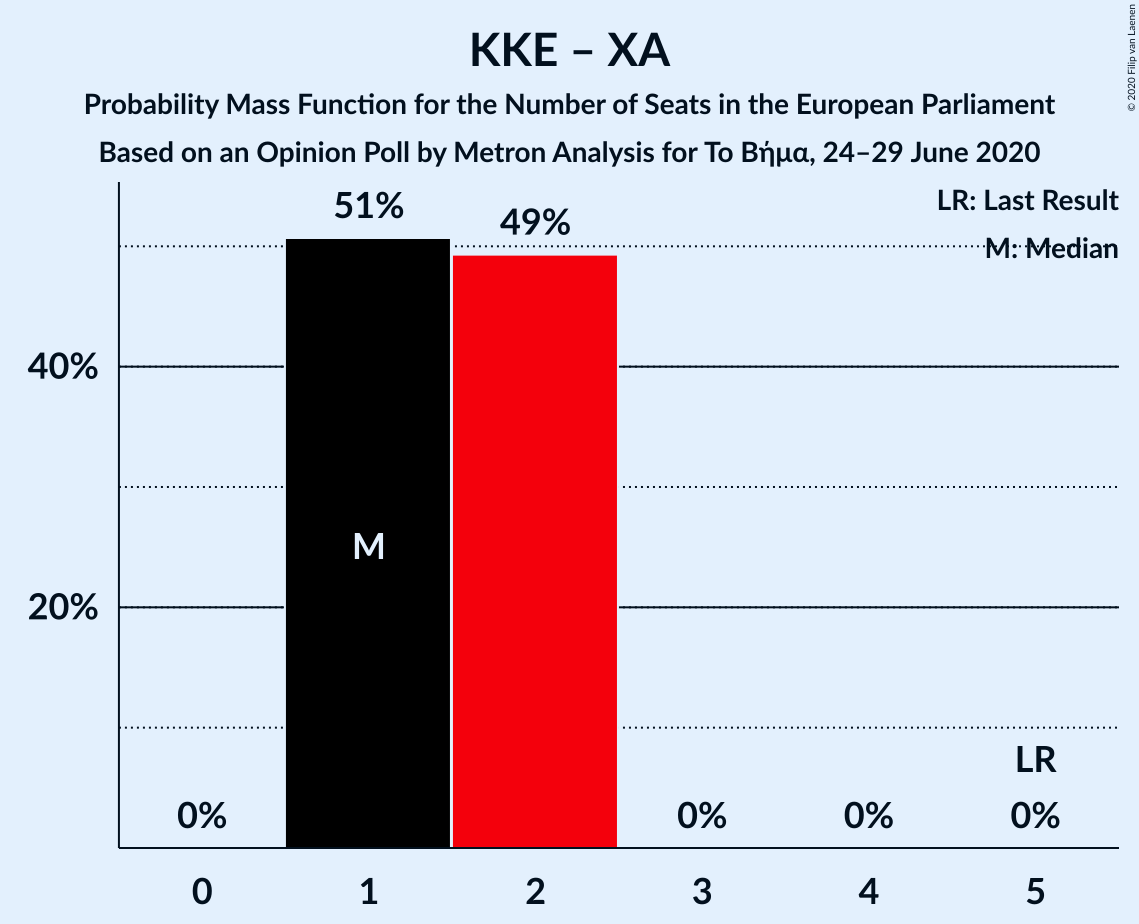 KKE – XA
Probability Mass Function for the Number of Seats in the European Parliament
Based on an Opinion Poll by Metron Analysis for Το Βήμα, 24–29 June 2020
© 2020 Filip van Laenen
LR: Last Result
M: Median
51%
49%
40%
20%
M
LR
0%
0%
0%
0%
0
1
2
3
4
5